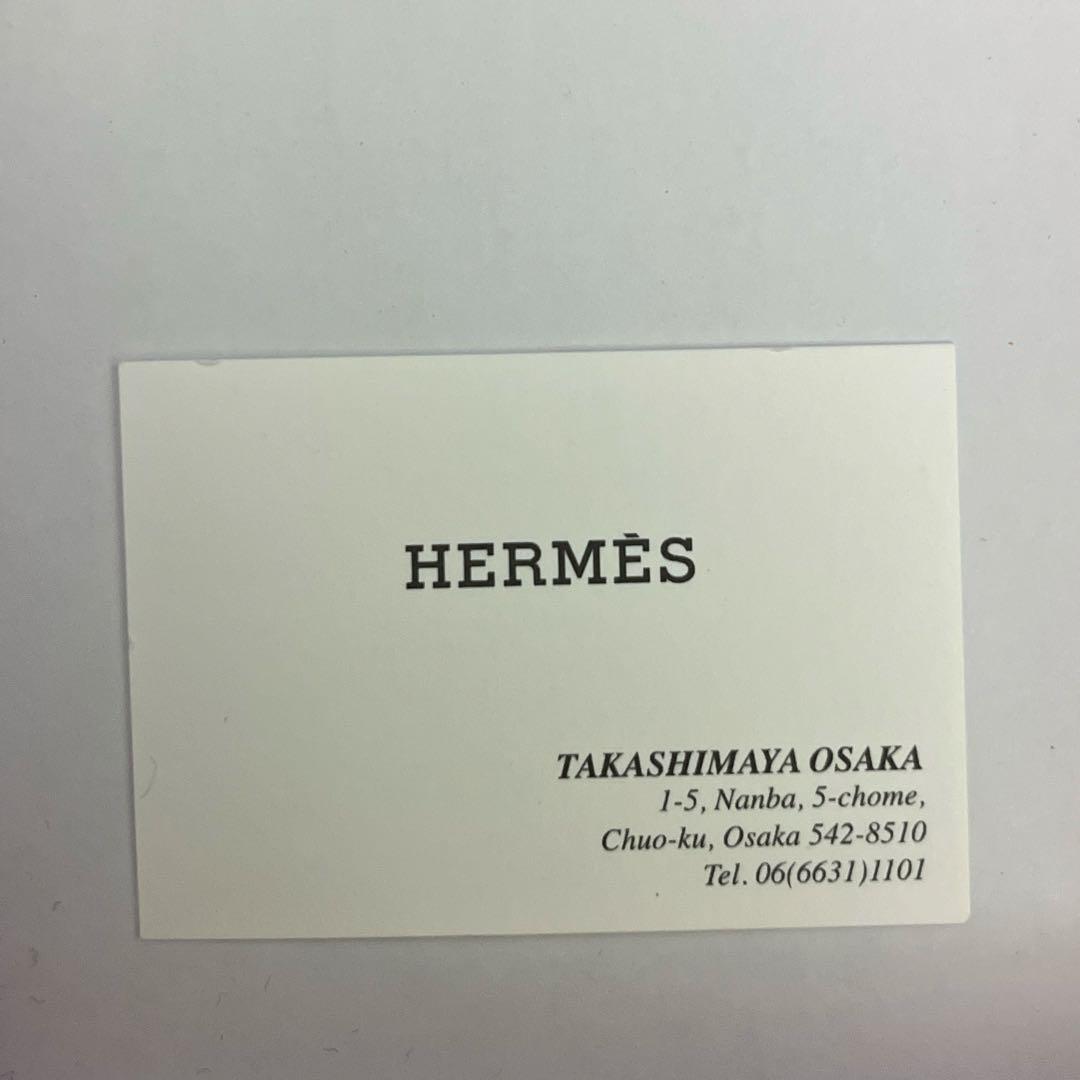 HERMÈS
TAKASHIMAYA OSAKA
1-5, Nanba, 5-chome,
Chuo-ku, Osaka 542-8510
Tel. 06(6631)1101